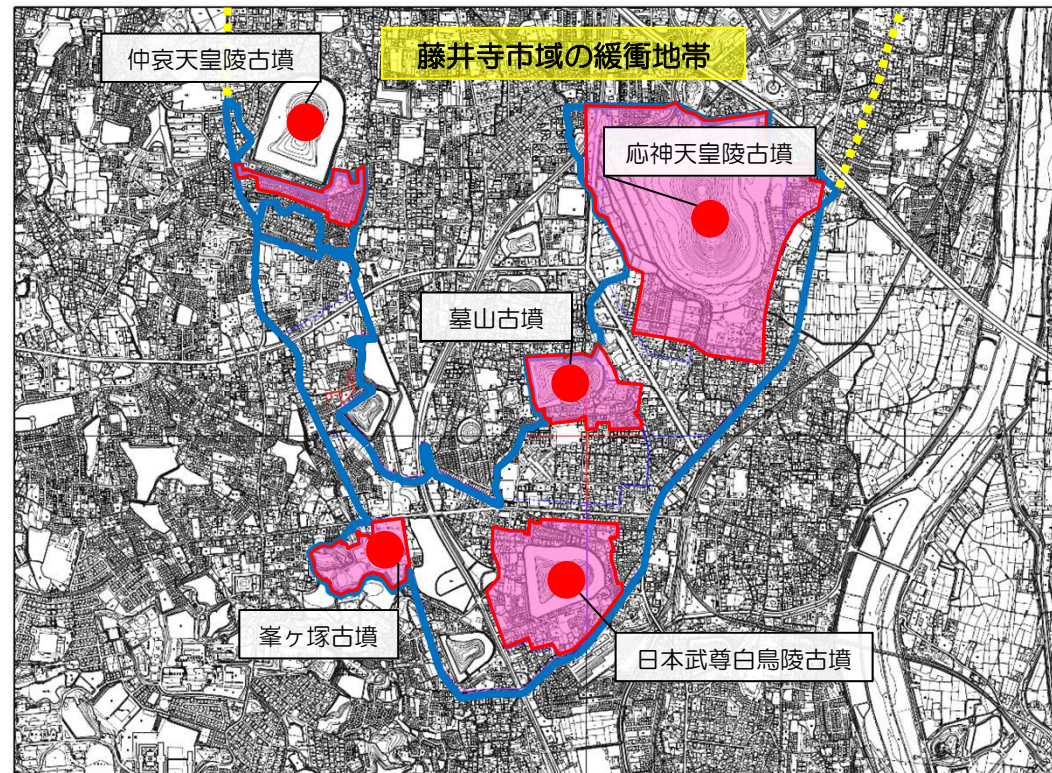 仲哀天皇陵古墳
藤井寺市域の緩衝地帯
応神天皇陵古墳
墓山古墳
峯ヶ塚古墳
日本武尊白鳥陵古墳